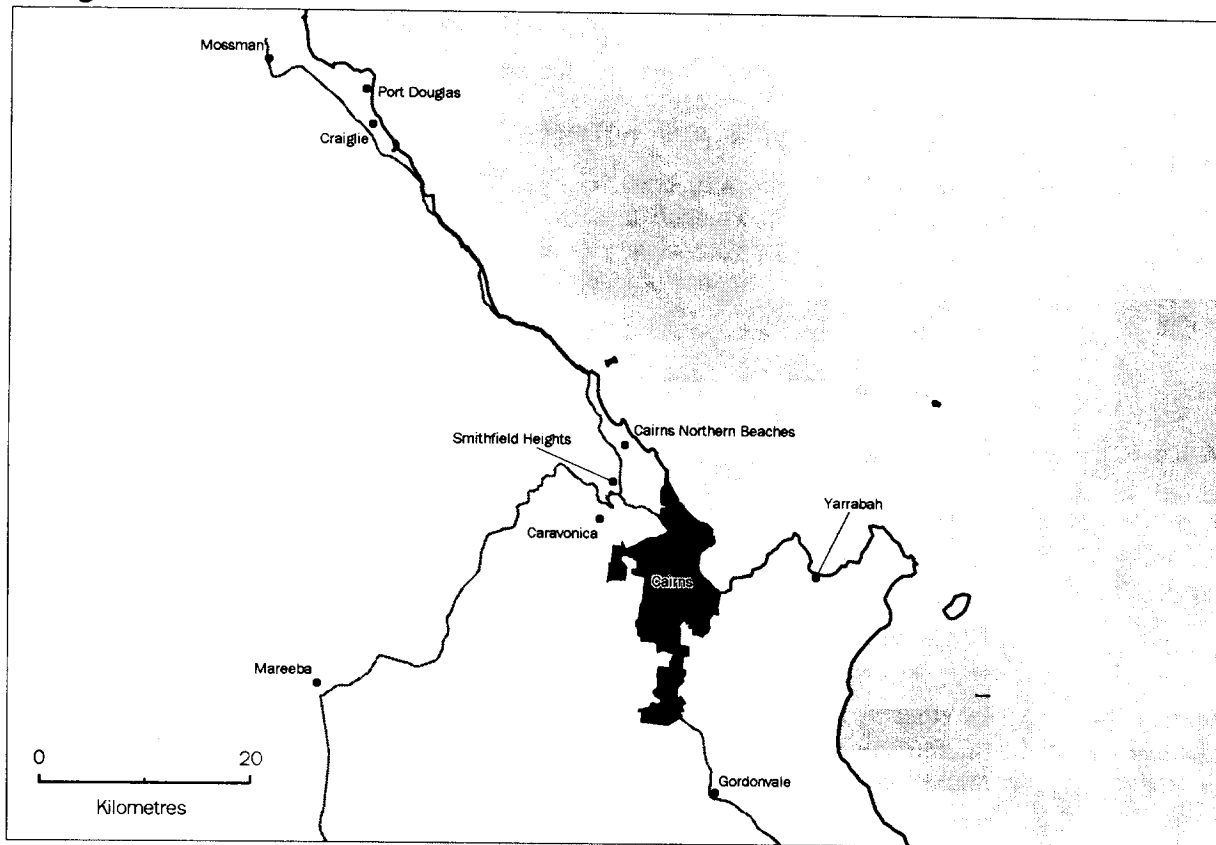 Mossman
Port Douglas
Craiglie
Cairns Northern Beaches
Smithfield Heights
Yarrabah
Caravonica
Cairns
Mareeba
0 20
Kilometres
Gordonvale